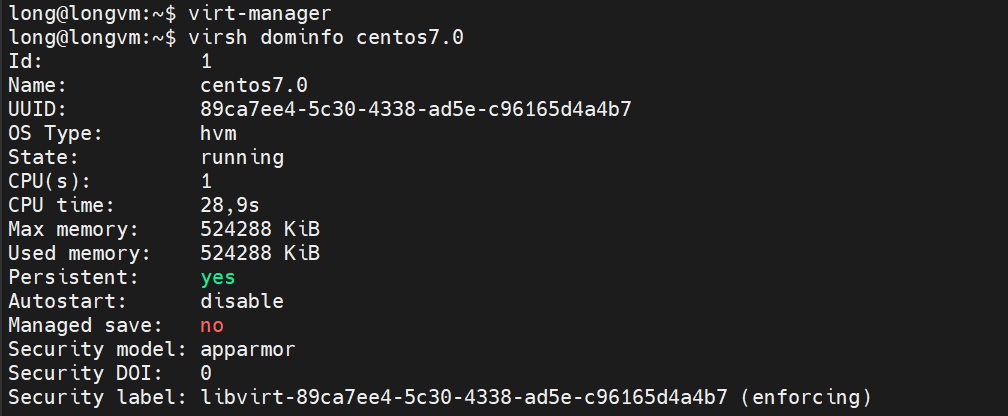 long@longvm:~$ virt-manager
long@longvm:~$ virsh dominfo centos7.0
Id:             1
Name:           centos7.0
UUID:           89ca7ee4-5c30-4338-ad5e-c96165d4a4b7
OS Type:        hvm
State:          running
CPU(s):         1
CPU time:       28,9s
Max memory:     524288 KiB
Used memory:    524288 KiB
Persistent:     yes
Autostart:      disable
Managed save:   no
Security model: apparmor
Security DOI:   0
Security label: libvirt-89ca7ee4-5c30-4338-ad5e-c96165d4a4b7 (enforcing)